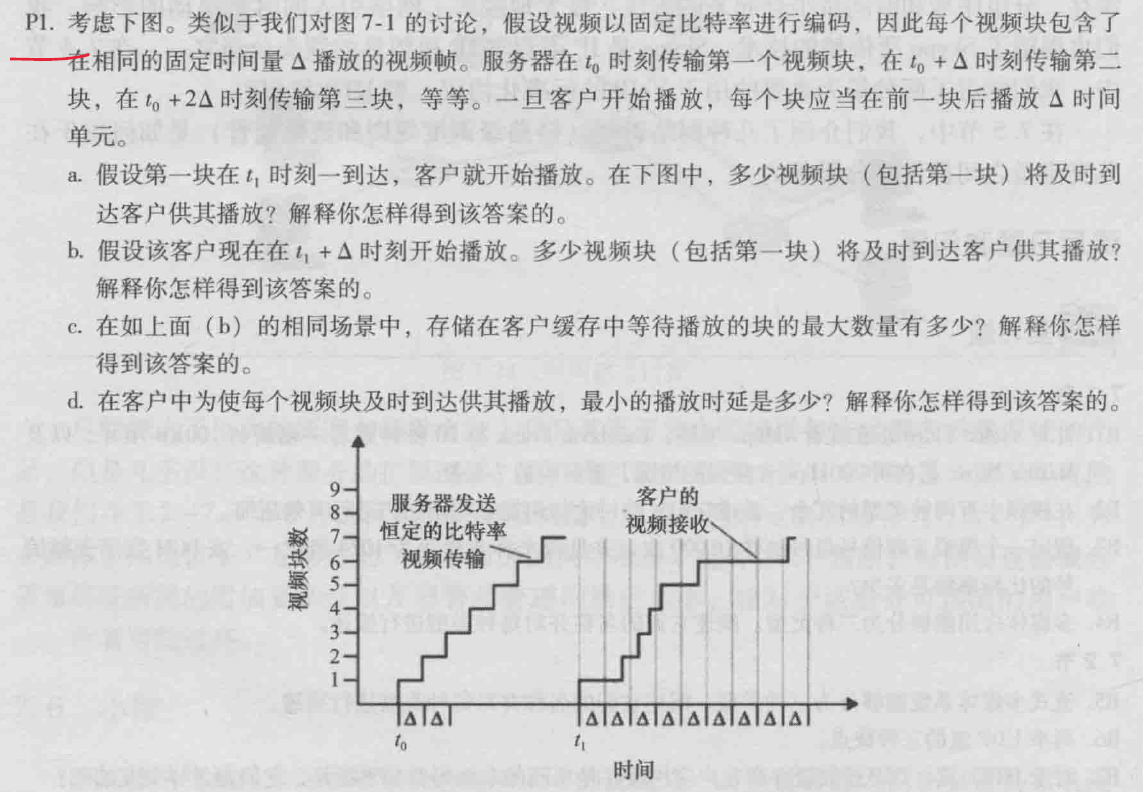 P1. 考虑下图。类似于我们对图 7-1 的讨论，假设视频以固定比特率进行编码，因此每个视频块包含了
在相同的固定时间量 Δ 播放的视频帧。服务器在 t₀ 时刻传输第一个视频块，在 t₀ + Δ 时刻传输第二
块，在 t₀ +2Δ 时刻传输第三块，等等。一旦客户开始播放，每个块应当在前一块后播放 Δ 时间
单元。
a. 假设第一块在 t₁ 时刻一到达，客户就开始播放。在下图中，多少视频块（包括第一块）将及时到
达客户供其播放？解释你怎样得到该答案的。
b. 假设该客户现在在 t₁ + Δ 时刻开始播放。多少视频块（包括第一块）将及时到达客户供其播放？
解释你怎样得到该答案的。
c. 在如上面（b）的相同场景中，存储在客户缓存中等待播放的块的最大数量有多少？解释你怎样
得到该答案的。
d. 在客户中为使每个视频块及时到达供其播放，最小的播放时延是多少？解释你怎样得到该答案的。
视频块数
9
8
7
6
5
4
3
2
1
服务器发送
恒定的比特率
视频传输
客户的
视频接收
Δ Δ
Δ Δ Δ Δ Δ Δ Δ Δ Δ
t₀
t₁
时间